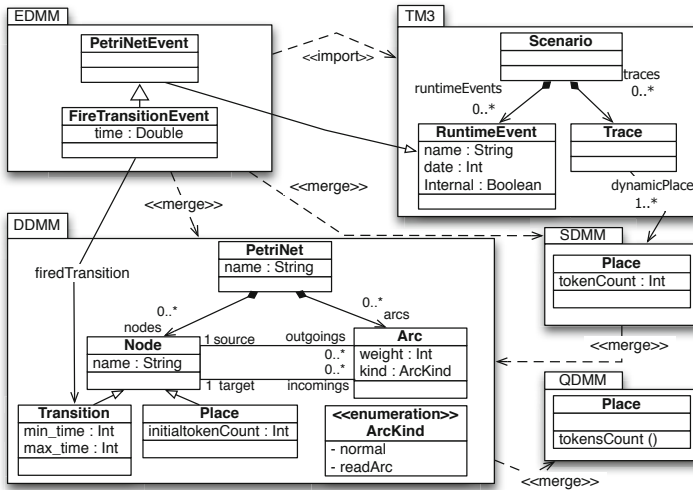 EDMM
PetriNetEvent
FireTransitionEvent
time : Double
<<import>>
TM3
Scenario
runtimeEvents
0..*
traces
0..*
RuntimeEvent
name : String
date : Int
Internal : Boolean
Trace
dynamicPlace
1..*
<<merge>>
<<merge>>
firedTransition
DDMM
PetriNet
name : String
0..*
nodes
0..*
arcs
Node
name : String
1 source
outgoings
0..*
0..*
1 target
incomings
Arc
weight : Int
kind : ArcKind
Transition
min_time : Int
max_time : Int
Place
initialtokenCount : Int
<<enumeration>>
ArcKind
- normal
- readArc
SDMM
Place
tokenCount : Int
<<merge>>
QDMM
Place
tokensCount ()
<<merge>>